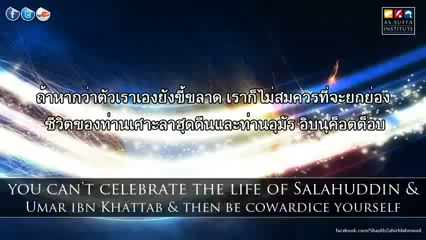 AS-SUFFA
INSTITUTE
ถ้าหากว่าตัวเราเองยังขี้ขลาด เราก็ไม่สมควรที่จะยกย่อง
ชีวิตของท่านเศาะลาฮุดดีนและท่านอุมัร อิบนุค็อตต็อบ
YOU CAN'T CELEBRATE THE LIFE OF SALAHUDDIN &
UMAR IBN KHATTAB & THEN BE COWARDICE YOURSELF
facebook.com/ShaykhZahirMahmood